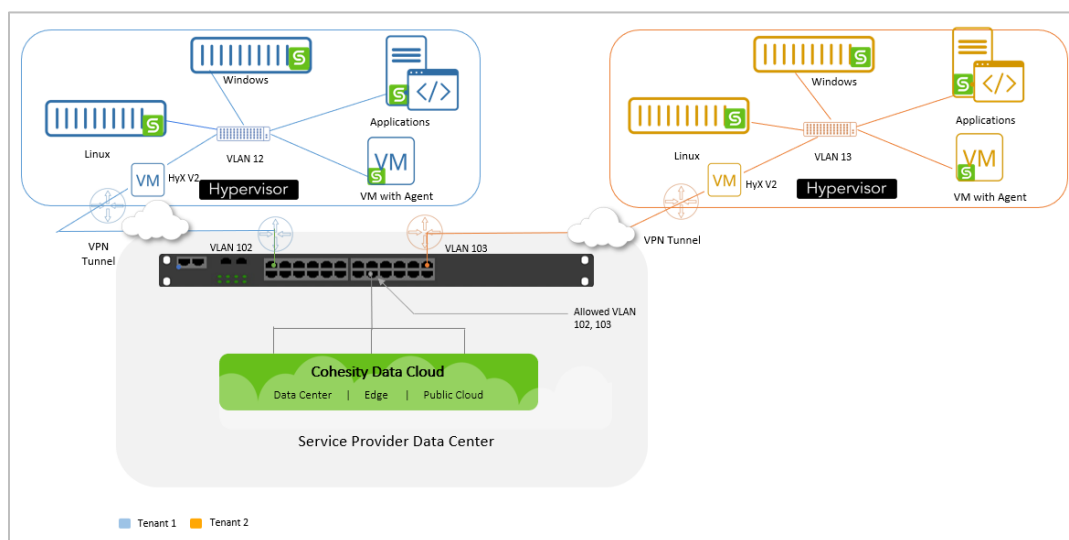 Windows
</>
Applications
Linux
VLAN 12
VM
HyX V2
Hypervisor
VM
VM with Agent
VPN
Tunnel
VLAN 102
Windows
</>
Applications
Linux
VLAN 13
VM
HyX V2
Hypervisor
VM
VM with Agent
VPN Tunnel
VLAN 103
Allowed VLAN
102, 103
Cohesity Data Cloud
Data Center | Edge | Public Cloud
Service Provider Data Center
Tenant 1 Tenant 2